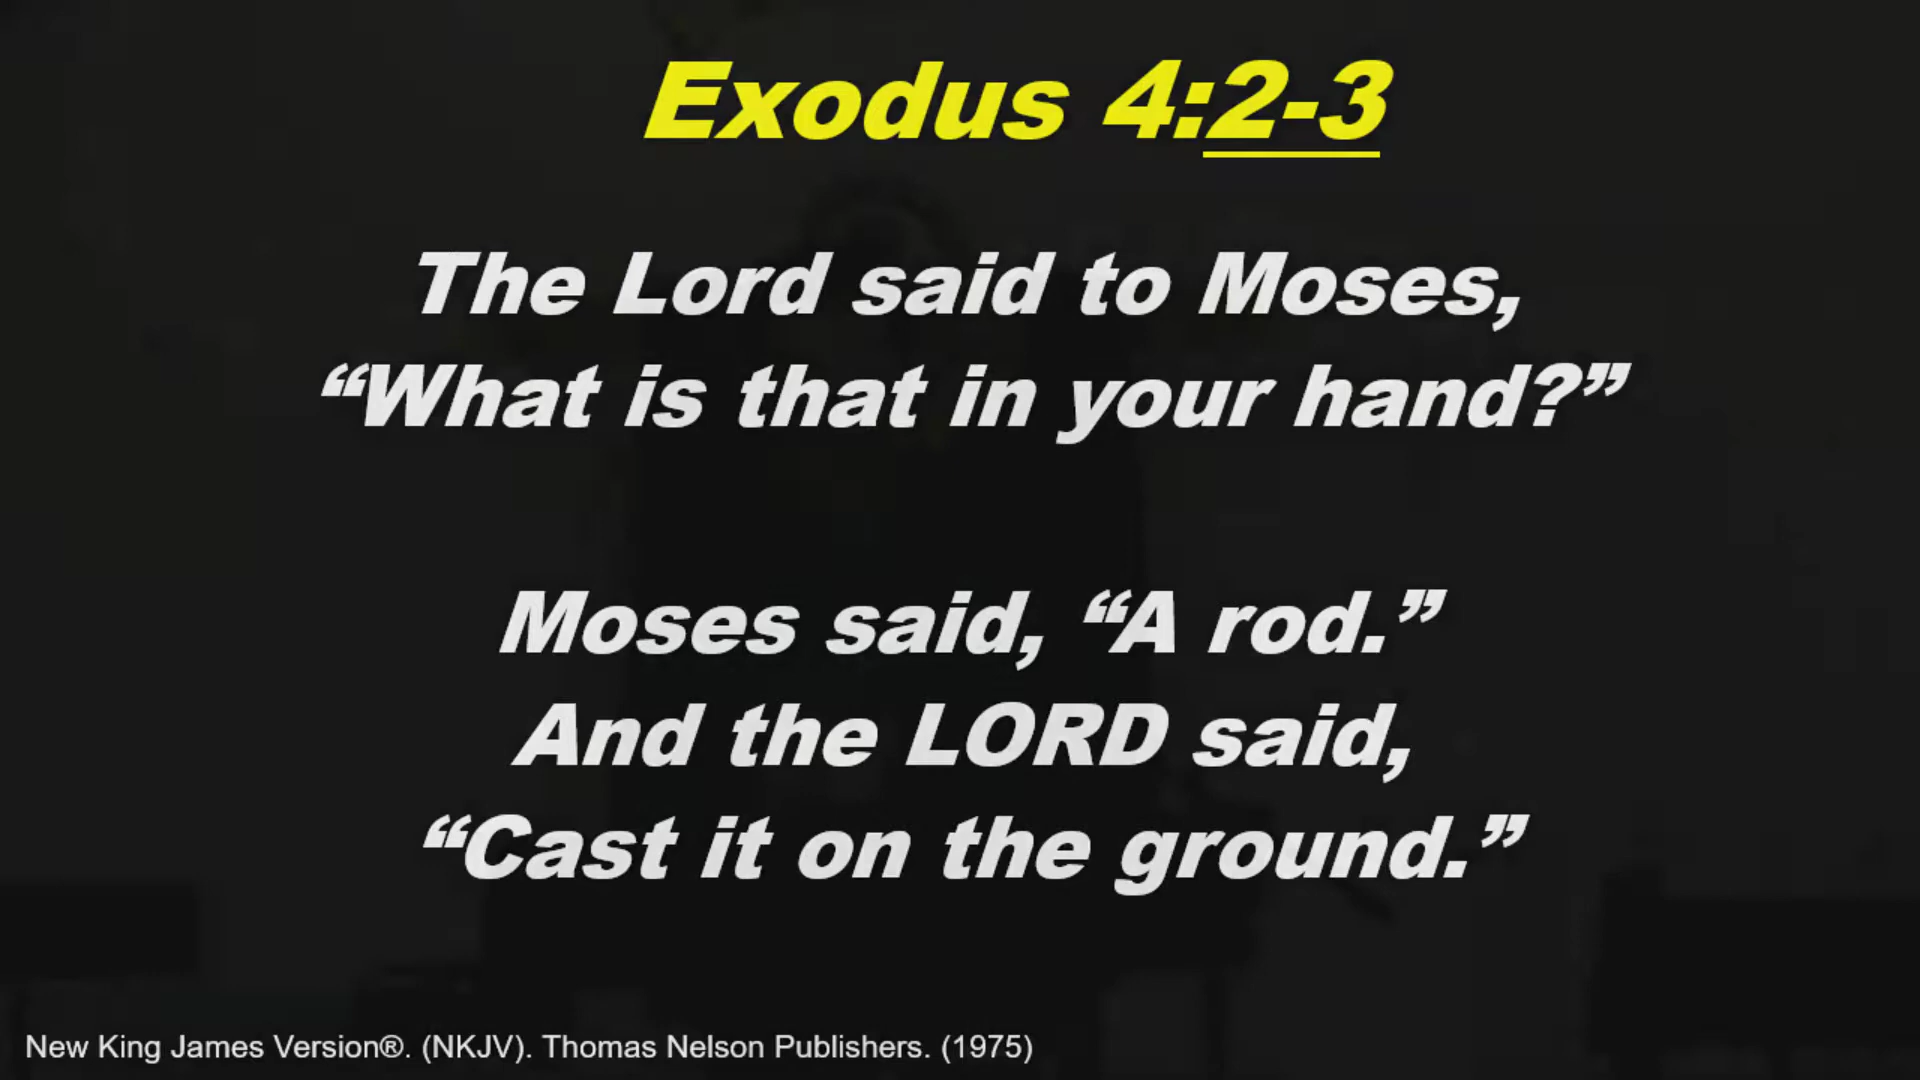 Exodus 4:2-3
The Lord said to Moses,
“What is that in your hand?”
Moses said, “A rod.”
And the LORD said,
“Cast it on the ground.”
New King James Version®. (NKJV). Thomas Nelson Publishers. (1975)